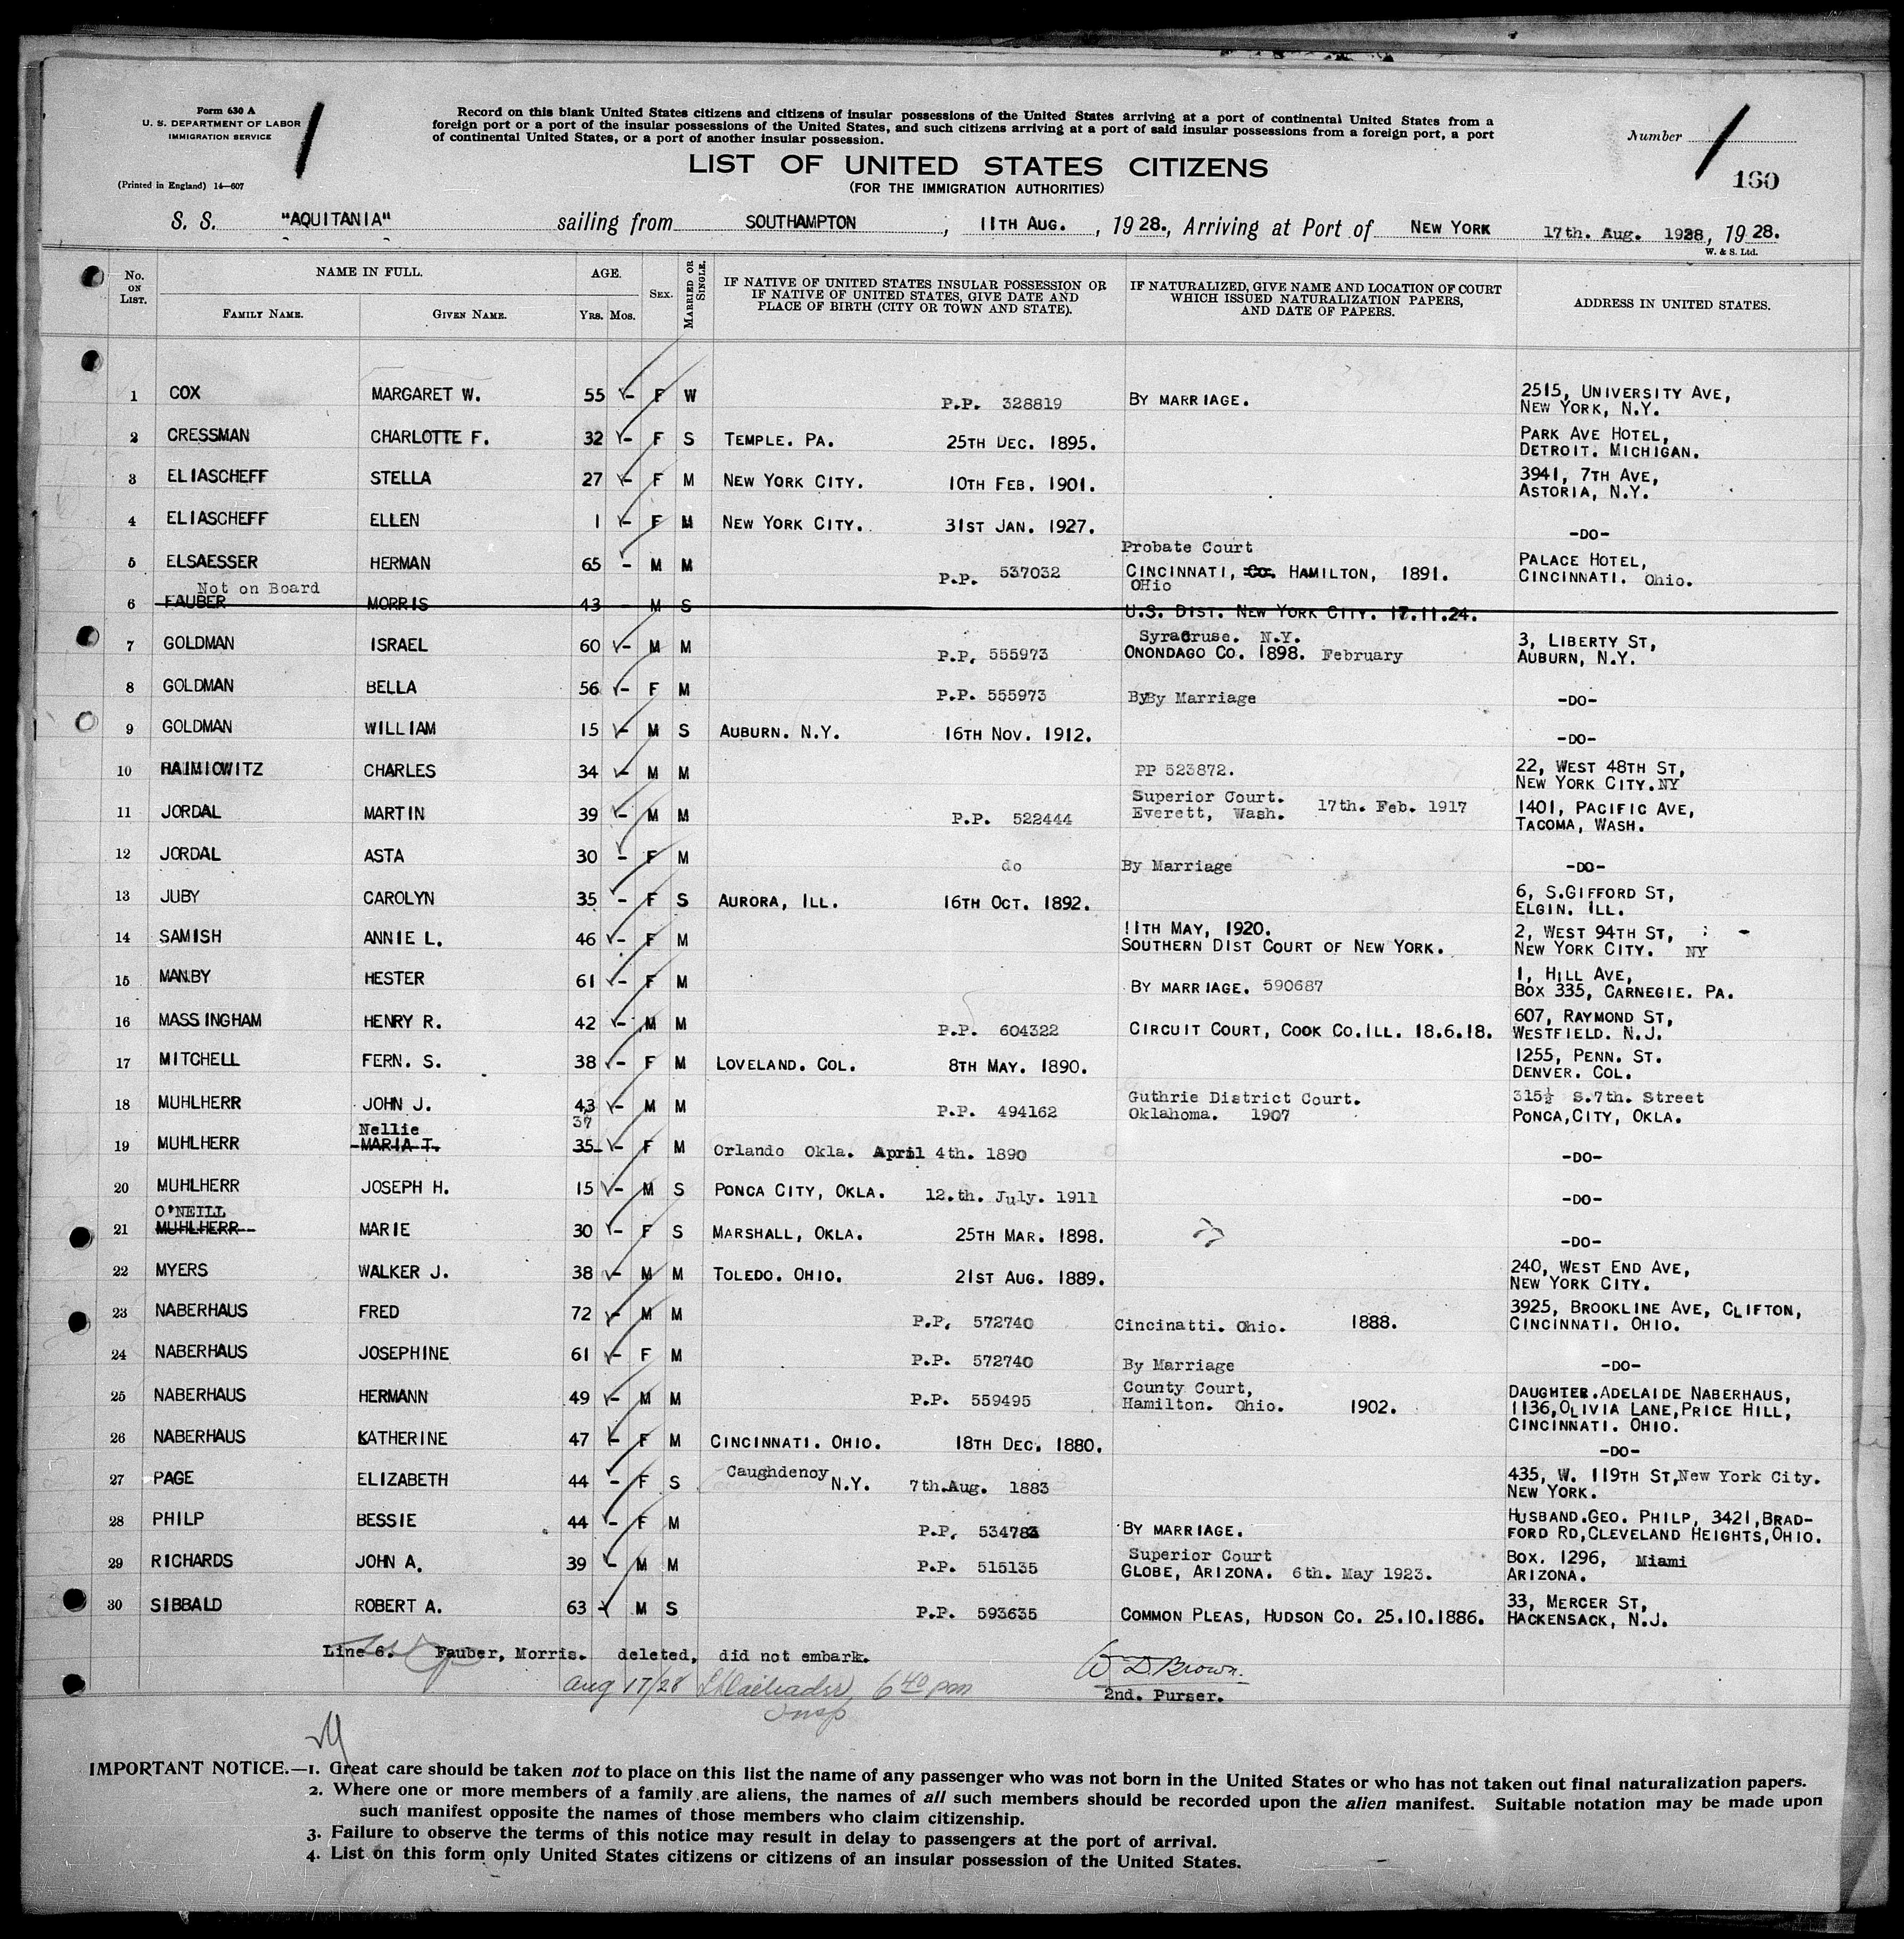 Form 630 A
U. S. DEPARTMENT OF LABOR
IMMIGRATION SERVICE
(Printed in England) 14—607
Record on this blank United States citizens and citizens of insular possessions of the United States arriving at a port of continental United States from a
foreign port or a port of the insular possessions of the United States, and such citizens arriving at a port of said insular possessions from a foreign port, a port
of continental United States, or a port of another insular possession.
Number
160
LIST OF UNITED STATES CITIZENS
(FOR THE IMMIGRATION AUTHORITIES)
S. S. "AQUITANIA" sailing from SOUTHAMPTON, 11TH AUG., 1928., Arriving at Port of NEW YORK 17th. Aug. 1928, 1928.
W. & S. Ltd.
No. ON LIST. NAME IN FULL. AGE. SEX. MARRIED OR SINGLE. IF NATIVE OF UNITED STATES INSULAR POSSESSION OR IF NATIVE OF UNITED STATES, GIVE DATE AND PLACE OF BIRTH (CITY OR TOWN AND STATE). IF NATURALIZED, GIVE NAME AND LOCATION OF COURT WHICH ISSUED NATURALIZATION PAPERS, AND DATE OF PAPERS. ADDRESS IN UNITED STATES.
FAMILY NAME. GIVEN NAME. YRS. MOS.
1 COX MARGARET W. 55 - F W P.P. 328819 BY MARRIAGE. 2515, UNIVERSITY AVE, NEW YORK, N.Y.
2 CRESSMAN CHARLOTTE F. 32 - F S TEMPLE. PA. 25TH DEC. 1895. PARK AVE HOTEL, DETROIT. MICHIGAN.
3 ELIASCHEFF STELLA 27 - F M NEW YORK CITY. 10TH FEB. 1901. 3941, 7TH AVE, ASTORIA, N.Y.
4 ELIASCHEFF ELLEN 1 - F M NEW YORK CITY. 31ST JAN. 1927. -DO-
5 ELSAESSER HERMAN 65 - M M P.P. 537032 Probate Court CINCINNATI, Co. HAMILTON, 1891. OHio PALACE HOTEL, CINCINNATI. Ohio.
Not on Board
6 FAUBER MORRIS 43 M S U.S. DIST. NEW YORK CITY. 17.11.24.
7 GOLDMAN ISRAEL 60 - M M P.P. 555973 Syracruse. N.Y. ONONDAGO CO. 1898. February 3, LIBERTY ST, AUBURN, N.Y.
8 GOLDMAN BELLA 56 - F M P.P. 555973 ByBy Marriage -DO-
9 GOLDMAN WILLIAM 15 - M S AUBURN. N.Y. 16TH NOV. 1912. -DO-
10 HAIMIOWITZ CHARLES 34 - M M PP 523872. 22, WEST 48TH ST, NEW YORK CITY. NY
11 JORDAL MARTIN 39 - M M P.P. 522444 Superior Court. Everett, Wash. 17th. Feb. 1917 1401, PACIFIC AVE, TACOMA, WASH.
12 JORDAL ASTA 30 - F M do By Marriage -DO-
13 JUBY CAROLYN 35 - F S AURORA, ILL. 16TH OCT. 1892. 6, S.GIFFORD ST, ELGIN. ILL.
14 SAMISH ANNIE L. 46 - F M 11TH MAY, 1920. SOUTHERN DIST COURT OF NEW YORK. 2, WEST 94TH ST, NEW YORK CITY. NY
15 MANBY HESTER 61 - F M BY MARRIAGE. 590687 1, HILL AVE, BOX 335, CARNEGIE. PA.
16 MASSINGHAM HENRY R. 42 - M M P.P. 604322 CIRCUIT COURT, COOK CO.ILL. 18.6.18. 607, RAYMOND ST, WESTFIELD. N.J.
17 MITCHELL FERN. S. 38 - F M LOVELAND. COL. 8TH MAY. 1890. 1255, PENN. ST. DENVER. COL.
18 MUHLHERR JOHN J. 43 - M M P.P. 494162 Guthrie District Court. Oklahoma. 1907 315½ S.7th. Street PONCA,CITY, OKLA.
Nellie 37
19 MUHLHERR MARIA T. 35 - F M Orlando Okla. April 4th. 1890 -DO-
20 MUHLHERR JOSEPH H. 15 - M S PONCA CITY, OKLA. 12.th. July. 1911 -DO-
O'NEILL
21 MUHLHERR MARIE 30 - F S MARSHALL, OKLA. 25TH MAR. 1898. -DO-
22 MYERS WALKER J. 38 - M M TOLEDO. OHIO. 21ST AUG. 1889. 240, WEST END AVE, NEW YORK CITY.
23 NABERHAUS FRED 72 - M M P.P. 572740 Cincinatti. Ohio. 1888. 3925, BROOKLINE AVE, CLIFTON, CINCINNATI. OHIO.
24 NABERHAUS JOSEPHINE 61 - F M P.P. 572740 By Marriage -DO-
25 NABERHAUS HERMANN 49 - M M P.P. 559495 County Court, Hamilton. Ohio. 1902. DAUGHTER.ADELAIDE NABERHAUS, 1136,OLIVIA LANE,PRICE HILL, CINCINNATI. OHIO.
26 NABERHAUS KATHERINE 47 - F M CINCINNATI. OHIO. 18TH DEC. 1880. -DO-
27 PAGE ELIZABETH 44 - F S Caughdenoy N.Y. 7th.Aug. 1883 435, W. 119TH ST,New York City. NEW YORK.
28 PHILP BESSIE 44 - F M P.P. 534783 BY MARRIAGE. HUSBAND.GEO. PHILP, 3421,BRAD- FORD RD,CLEVELAND HEIGHTS,OHIO.
29 RICHARDS JOHN A. 39 - M M P.P. 515135 Superior Court GLOBE, ARIZONA. 6th. May 1923. BOX. 1296, Miami ARIZONA.
30 SIBBALD ROBERT A. 63 - M S P.P. 593635 COMMON PLEAS, HUDSON CO. 25.10.1886. 33, MERCER ST, HACKENSACK, N.J.
Line 6. Fauber, Morris. deleted, did not embark.
W D Brown.
2nd. Purser.
Aug 17/28 6 40 pm
Insp
IMPORTANT NOTICE.—1. Great care should be taken not to place on this list the name of any passenger who was not born in the United States or who has not taken out final naturalization papers.
2. Where one or more members of a family are aliens, the names of all such members should be recorded upon the alien manifest. Suitable notation may be made upon
such manifest opposite the names of those members who claim citizenship.
3. Failure to observe the terms of this notice may result in delay to passengers at the port of arrival.
4. List on this form only United States citizens or citizens of an insular possession of the United States.